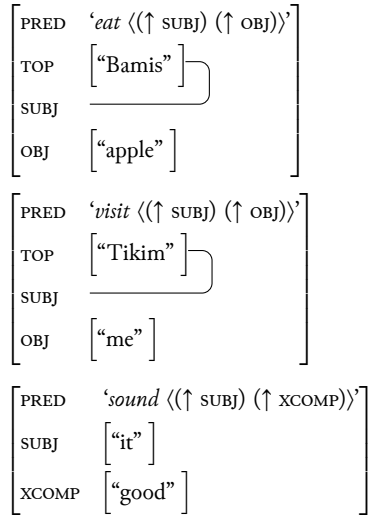 PRED ‘eat ⟨(↑ SUBJ) (↑ OBJ)⟩’
TOP [“Bamis”]
SUBJ
OBJ [“apple”]
PRED ‘visit ⟨(↑ SUBJ) (↑ OBJ)⟩’
TOP [“Tikim”]
SUBJ
OBJ [“me”]
PRED ‘sound ⟨(↑ SUBJ) (↑ XCOMP)⟩’
SUBJ [“it”]
XCOMP [“good”]